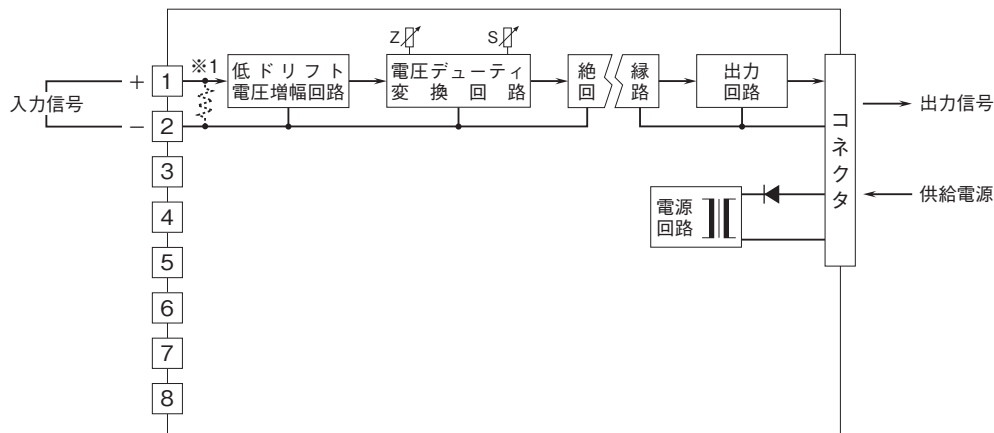 Z
S
※1
低ドリフト
電圧増幅回路
電圧デューティ
変換回路
絶縁
回路
出力
回路
入力信号
+
1
−
2
3
4
5
6
7
8
コネクタ
出力信号
供給電源
電源
回路